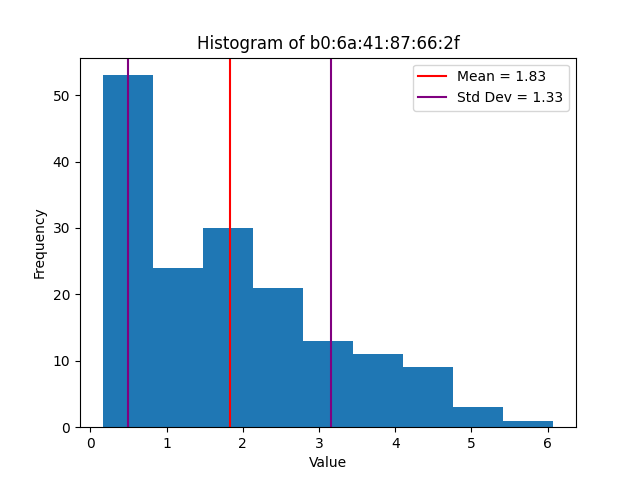 Histogram of b0:6a:41:87:66:2f
Mean = 1.83
Std Dev = 1.33
Frequency
50
40
30
20
10
0
0 1 2 3 4 5 6
Value